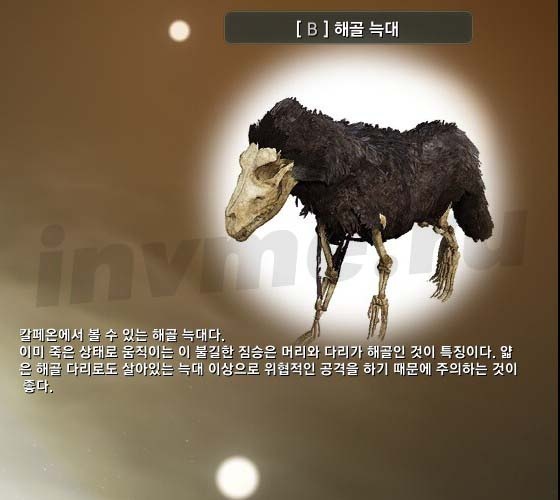 [ B ] 해골 늑대
invme.ru
칼페온에서 볼 수 있는 해골 늑대다.
이미 죽은 상태로 움직이는 이 불길한 짐승은 머리와 다리가 해골인 것이 특징이다. 얇
은 해골 다리로도 살아있는 늑대 이상으로 위협적인 공격을 하기 때문에 주의하는 것이
좋다.